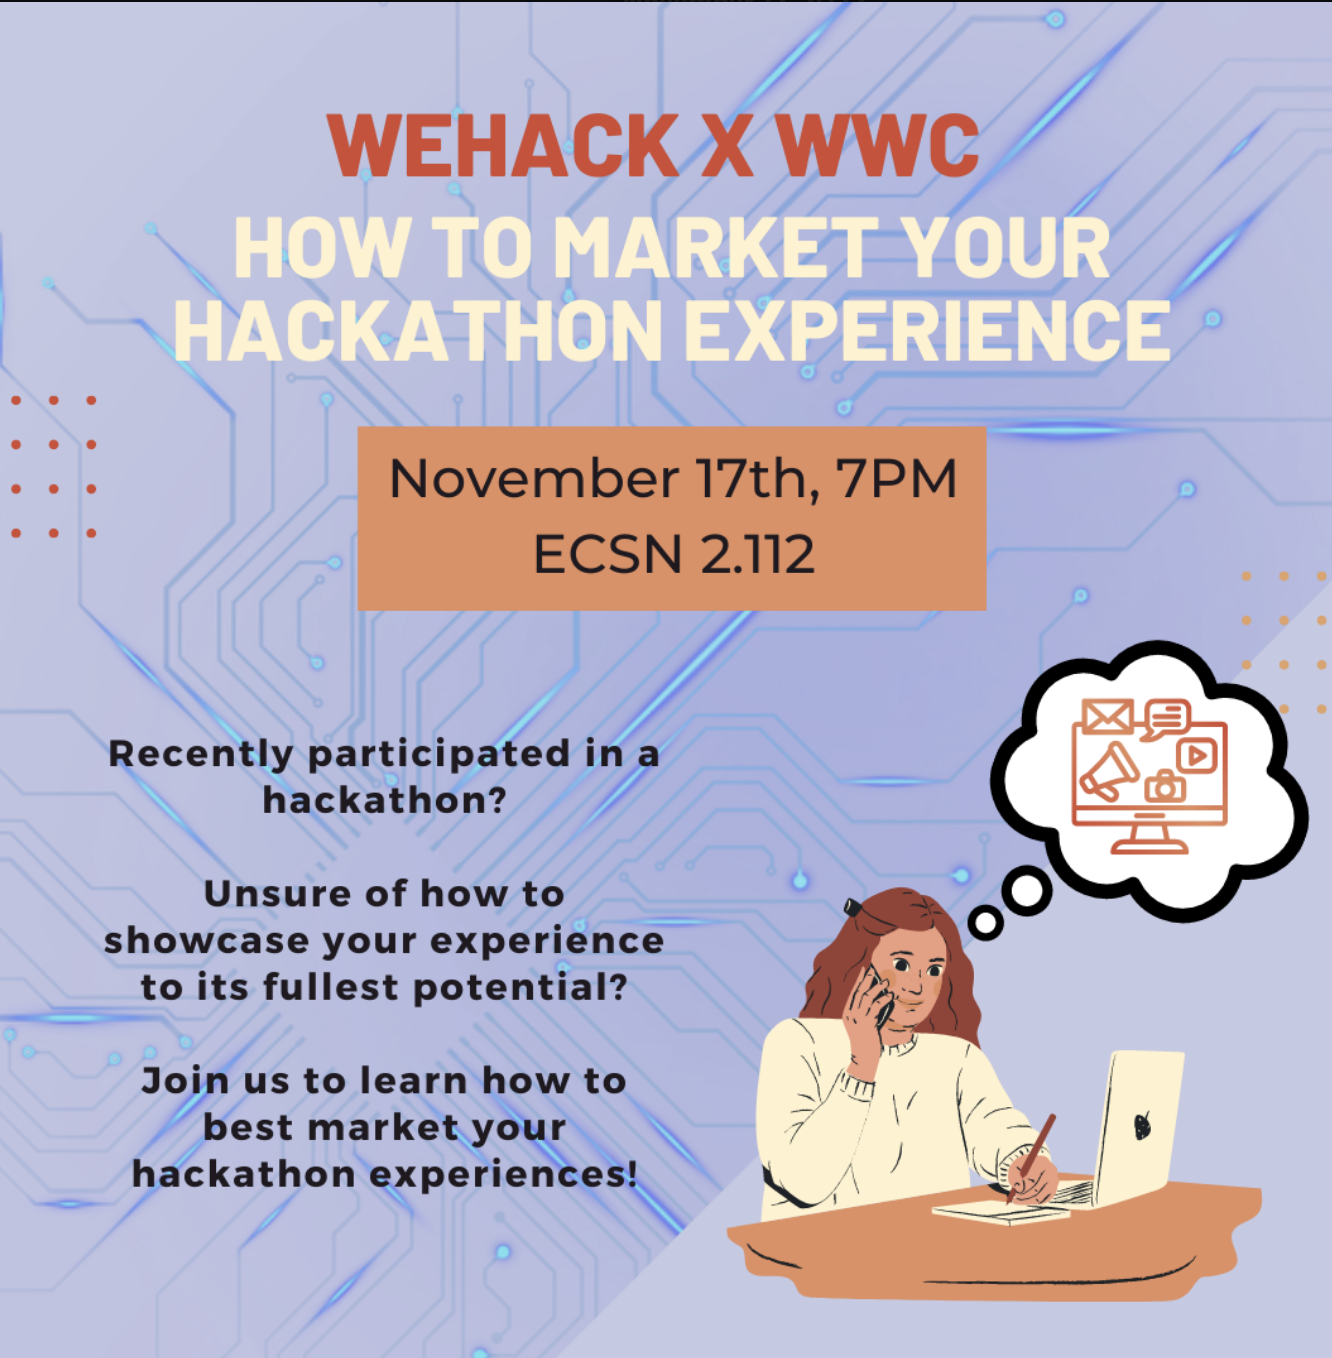 WEHACK X WWC
HOW TO MARKET YOUR
HACKATHON EXPERIENCE
November 17th, 7PM
ECSN 2.112
Recently participated in a
hackathon?
Unsure of how to
showcase your experience
to its fullest potential?
Join us to learn how to
best market your
hackathon experiences!